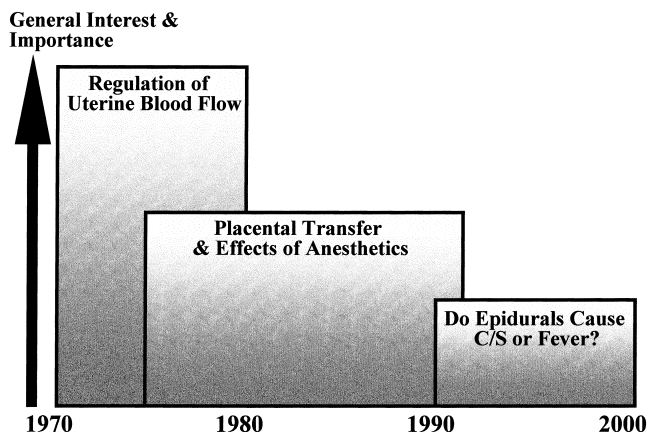 General Interest &
Importance
Regulation of
Uterine Blood Flow
Placental Transfer
& Effects of Anesthetics
Do Epidurals Cause
C/S or Fever?
1970 1980 1990 2000